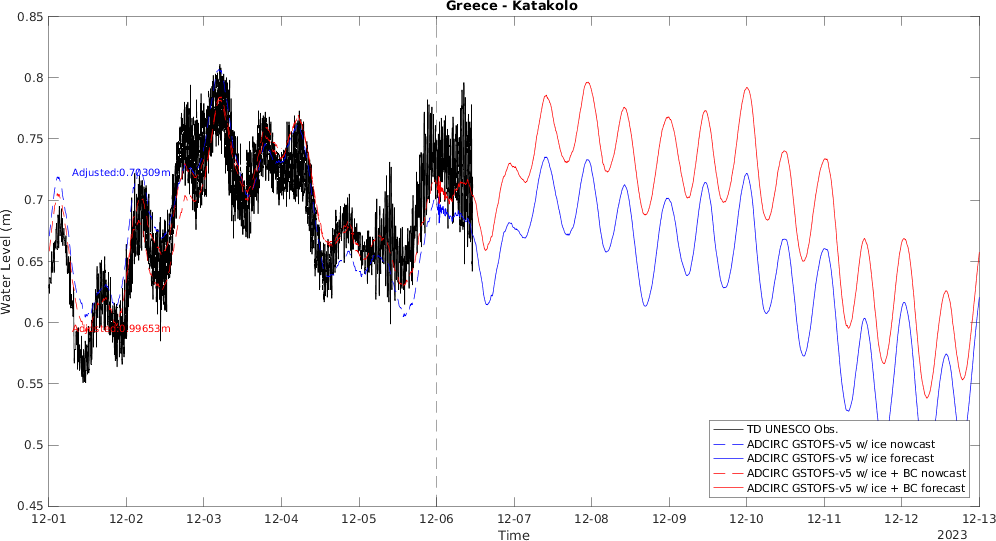 Greece - Katakolo
0.85
0.8
0.75
0.7
0.65
0.6
0.55
0.5
0.45
Water Level (m)
Adjusted:0.70309m
Adjusted:0.99653m
TD UNESCO Obs.
ADCIRC GSTOFS-v5 w/ ice nowcast
ADCIRC GSTOFS-v5 w/ ice forecast
ADCIRC GSTOFS-v5 w/ ice + BC nowcast
ADCIRC GSTOFS-v5 w/ ice + BC forecast
12-01 12-02 12-03 12-04 12-05 12-06 12-07 12-08 12-09 12-10 12-11 12-12 12-13
Time
2023